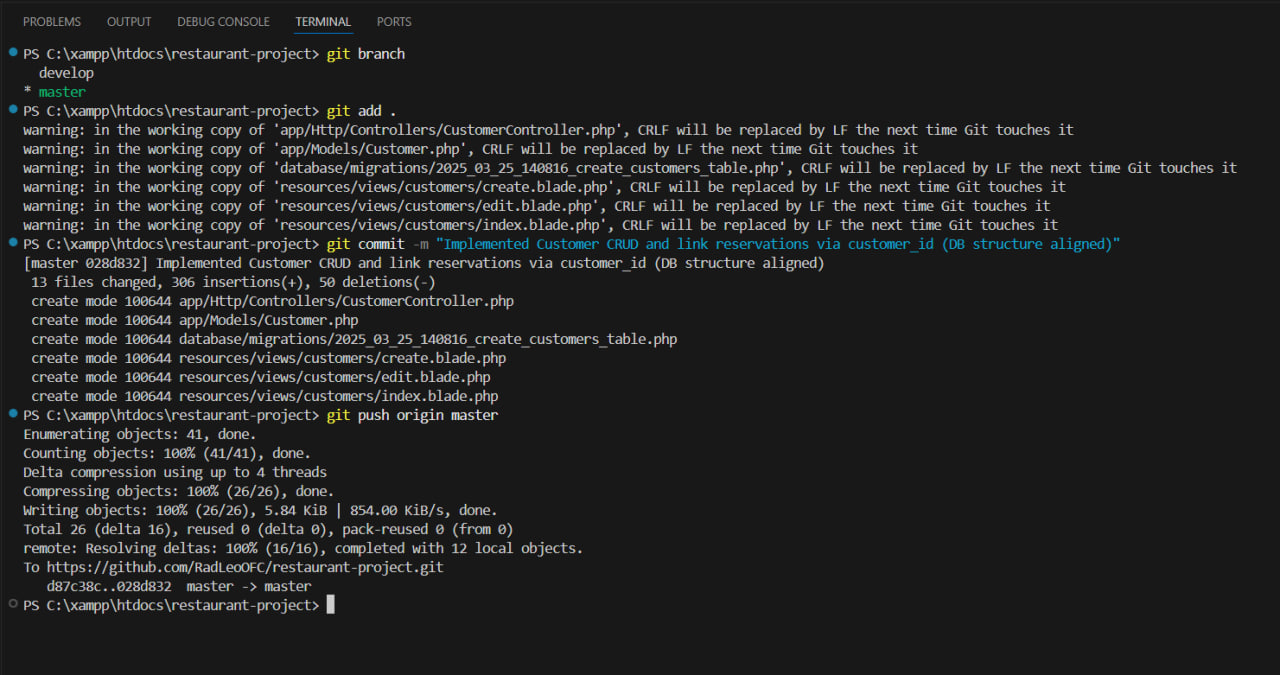 PROBLEMS OUTPUT DEBUG CONSOLE TERMINAL PORTS
PS C:\xampp\htdocs\restaurant-project> git branch
  develop
* master
PS C:\xampp\htdocs\restaurant-project> git add .
warning: in the working copy of 'app/Http/Controllers/CustomerController.php', CRLF will be replaced by LF the next time Git touches it
warning: in the working copy of 'app/Models/Customer.php', CRLF will be replaced by LF the next time Git touches it
warning: in the working copy of 'database/migrations/2025_03_25_140816_create_customers_table.php', CRLF will be replaced by LF the next time Git touches it
warning: in the working copy of 'resources/views/customers/create.blade.php', CRLF will be replaced by LF the next time Git touches it
warning: in the working copy of 'resources/views/customers/edit.blade.php', CRLF will be replaced by LF the next time Git touches it
warning: in the working copy of 'resources/views/customers/index.blade.php', CRLF will be replaced by LF the next time Git touches it
PS C:\xampp\htdocs\restaurant-project> git commit -m "Implemented Customer CRUD and link reservations via customer_id (DB structure aligned)"
[master 028d832] Implemented Customer CRUD and link reservations via customer_id (DB structure aligned)
 13 files changed, 306 insertions(+), 50 deletions(-)
 create mode 100644 app/Http/Controllers/CustomerController.php
 create mode 100644 app/Models/Customer.php
 create mode 100644 database/migrations/2025_03_25_140816_create_customers_table.php
 create mode 100644 resources/views/customers/create.blade.php
 create mode 100644 resources/views/customers/edit.blade.php
 create mode 100644 resources/views/customers/index.blade.php
PS C:\xampp\htdocs\restaurant-project> git push origin master
Enumerating objects: 41, done.
Counting objects: 100% (41/41), done.
Delta compression using up to 4 threads
Compressing objects: 100% (26/26), done.
Writing objects: 100% (26/26), 5.84 KiB | 854.00 KiB/s, done.
Total 26 (delta 16), reused 0 (delta 0), pack-reused 0 (from 0)
remote: Resolving deltas: 100% (16/16), completed with 12 local objects.
To https://github.com/RadLeoOFC/restaurant-project.git
   d87c38c..028d832  master -> master
PS C:\xampp\htdocs\restaurant-project>